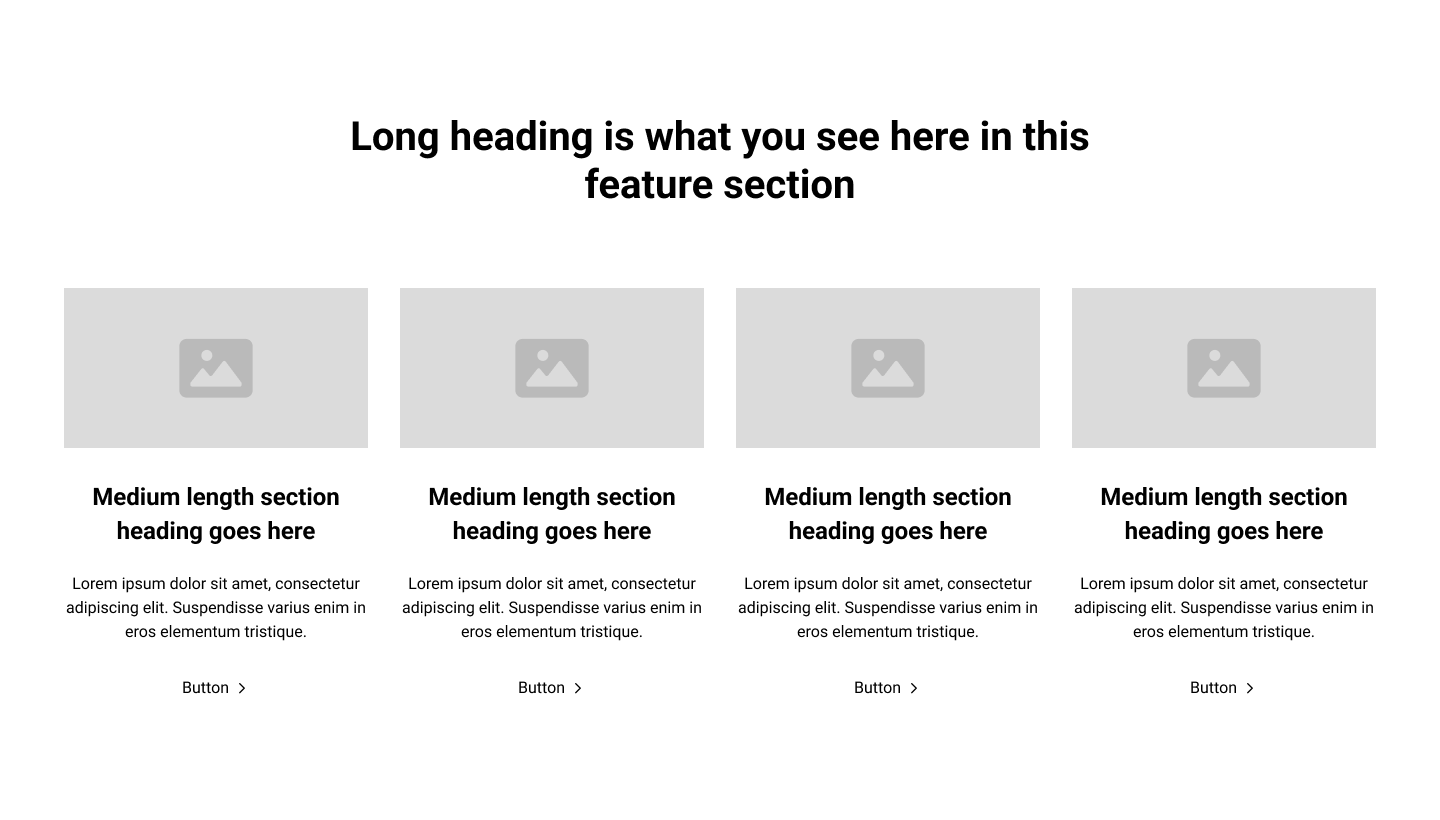 Long heading is what you see here in this
feature section
Medium length section
heading goes here
Lorem ipsum dolor sit amet, consectetur
adipiscing elit. Suspendisse varius enim in
eros elementum tristique.
Button
Medium length section
heading goes here
Lorem ipsum dolor sit amet, consectetur
adipiscing elit. Suspendisse varius enim in
eros elementum tristique.
Button
Medium length section
heading goes here
Lorem ipsum dolor sit amet, consectetur
adipiscing elit. Suspendisse varius enim in
eros elementum tristique.
Button
Medium length section
heading goes here
Lorem ipsum dolor sit amet, consectetur
adipiscing elit. Suspendisse varius enim in
eros elementum tristique.
Button